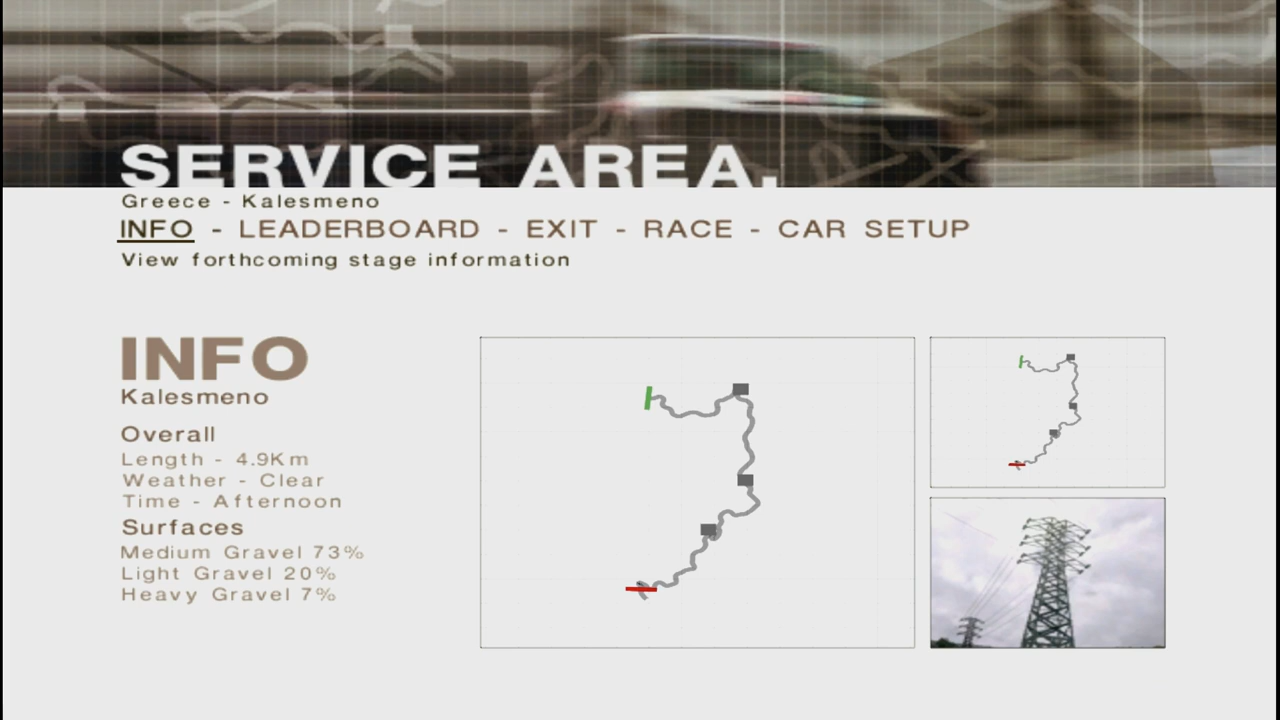 SERVICE AREA.
Greece - Kalesmeno
INFO - LEADERBOARD - EXIT - RACE - CAR SETUP
View forthcoming stage information
INFO
Kalesmeno
Overall
Length - 4.9Km
Weather - Clear
Time - Afternoon
Surfaces
Medium Gravel 73%
Light Gravel 20%
Heavy Gravel 7%